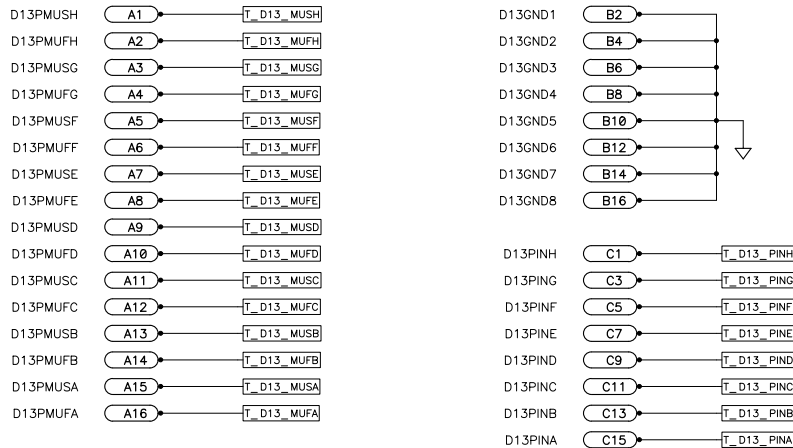 D13PMUSH A1 T_D13_MUSH
D13PMUFH A2 T_D13_MUFH
D13PMUSG A3 T_D13_MUSG
D13PMUFG A4 T_D13_MUFG
D13PMUSF A5 T_D13_MUSF
D13PMUFF A6 T_D13_MUFF
D13PMUSE A7 T_D13_MUSE
D13PMUFE A8 T_D13_MUFE
D13PMUSD A9 T_D13_MUSD
D13PMUFD A10 T_D13_MUFD
D13PMUSC A11 T_D13_MUSC
D13PMUFC A12 T_D13_MUFC
D13PMUSB A13 T_D13_MUSB
D13PMUFB A14 T_D13_MUFB
D13PMUSA A15 T_D13_MUSA
D13PMUFA A16 T_D13_MUFA
D13GND1 B2
D13GND2 B4
D13GND3 B6
D13GND4 B8
D13GND5 B10
D13GND6 B12
D13GND7 B14
D13GND8 B16
D13PINH C1 T_D13_PINH
D13PING C3 T_D13_PING
D13PINF C5 T_D13_PINF
D13PINE C7 T_D13_PINE
D13PIND C9 T_D13_PIND
D13PINC C11 T_D13_PINC
D13PINB C13 T_D13_PINB
D13PINA C15 T_D13_PINA